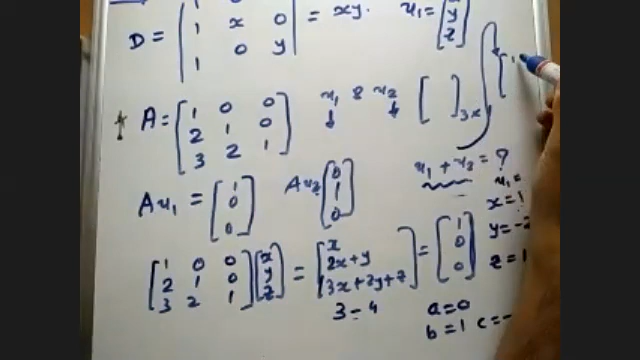 D = | 1 x 0 | = xy. u₁ = [ y z ]
1 0 y
1
A = [ 1 0 0 2 1 0 3 2 1 ] u₁ & u₂ [ ]₃ₓ
u₁ + u₂ = ?
Au₁ = [ 1 0 0 ] Au₂ [ 0 1 0 ] u₁ =
x = 1
y = -2
z = 1
[ 1 0 0 2 1 0 3 2 1 ] [ x y z ] = [ x 2x+y 3x+2y+z ] = [ 1 0 0 ]
3 - 4
a = 0
b = 1 c = -